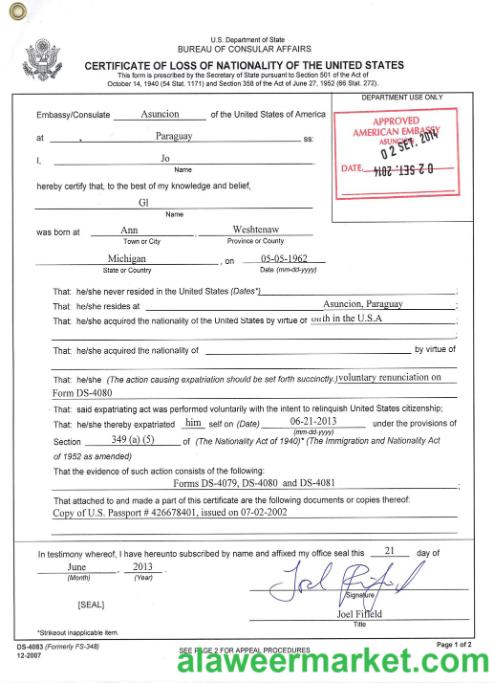 U.S. Department of State
BUREAU OF CONSULAR AFFAIRS
CERTIFICATE OF LOSS OF NATIONALITY OF THE UNITED STATES
This form is prescribed by the Secretary of State pursuant to Section 501 of the Act of
October 14, 1940 (54 Stat. 1171) and Section 358 of the Act of June 27, 1952 (66 Stat. 272).
DEPARTMENT USE ONLY
Embassy/Consulate Asuncion of the United States of America
APPROVED
AMERICAN EMBASSY
ASUNCION
02 SET. 2014
DATE 02 SET. 2014
at Paraguay ss:
I, Jo
Name
hereby certify that, to the best of my knowledge and belief,
Gl
Name
was born at Ann , Weshtenaw
Town or City Province or County
Michigan , on 05-05-1962
State or Country Date (mm-dd-yyyy)
That: he/she never resided in the United States (Dates*) ;
That: he/she resides at Asuncion, Paraguay ;
That: he/she acquired the nationality of the United States by virtue of birth in the U.S.A
;
That: he/she acquired the nationality of by virtue of
;
That: he/she (The action causing expatriation should be set forth succinctly.) voluntary renunciation on
Form DS-4080
That: said expatriating act was performed voluntarily with the intent to relinquish United States citizenship;
That: he/she thereby expatriated him self on (Date) 06-21-2013 under the provisions of
(mm-dd-yyyy)
Section 349 (a) (5) of (The Nationality Act of 1940)* (The Immigration and Nationality Act
of 1952 as amended)
That the evidence of such action consists of the following:
Forms DS-4079, DS-4080 and DS-4081 ;
That attached to and made a part of this certificate are the following documents or copies thereof:
Copy of U.S. Passport # 426678401, issued on 07-02-2002
In testimony whereof, I have hereunto subscribed by name and affixed my office seal this 21 day of
June , 2013 .
(Month) (Year)
Joel Fifield
Signature
Joel Fifield
Title
[SEAL]
*Strikeout inapplicable item.
DS-4083 (Formerly FS-348)
12-2007
SEE PAGE 2 FOR APPEAL PROCEDURES
Page 1 of 2
alaweermarket.com